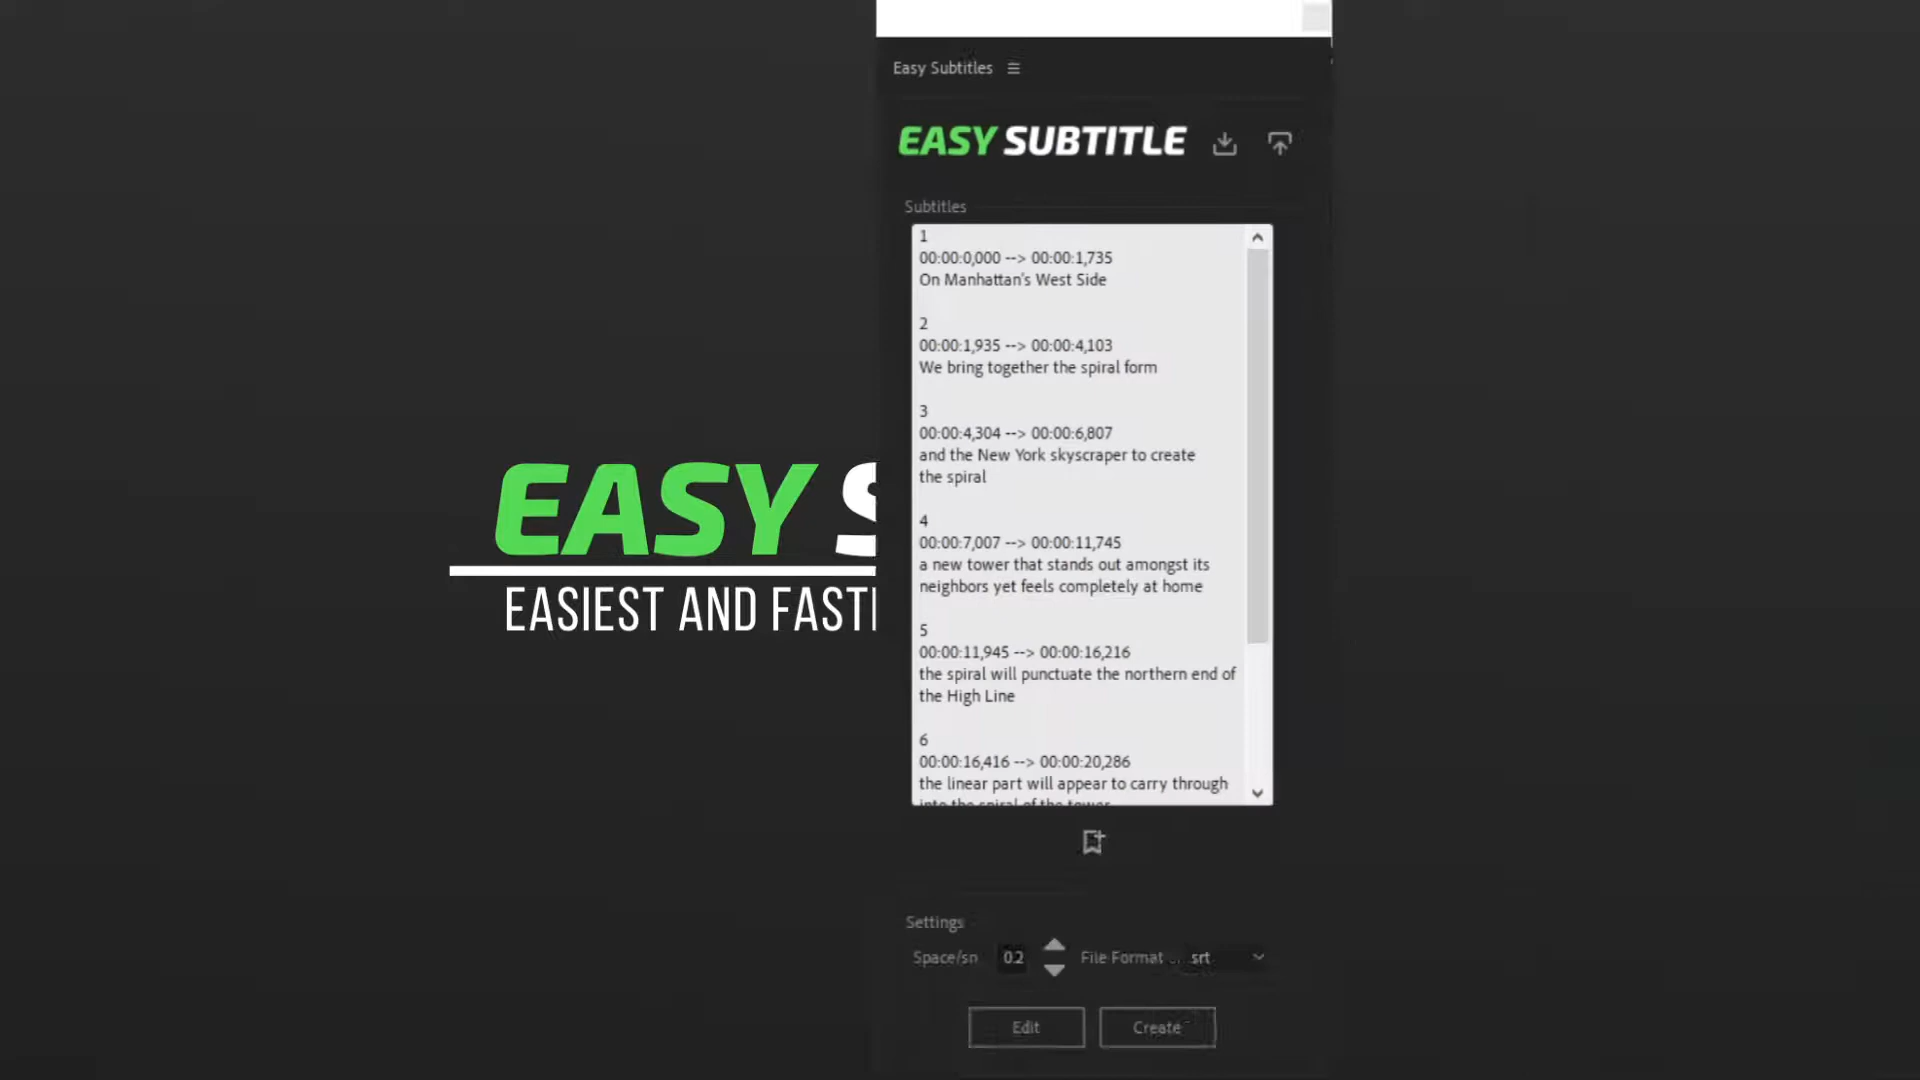 Easy Subtitles
EASY SUBTITLE
Subtitles
1
00:00:0,000 --> 00:00:1,735
On Manhattan's West Side
2
00:00:1,935 --> 00:00:4,103
We bring together the spiral form
3
00:00:4,304 --> 00:00:6,807
and the New York skyscraper to create
the spiral
4
00:00:7,007 --> 00:00:11,745
a new tower that stands out amongst its
neighbors yet feels completely at home
5
00:00:11,945 --> 00:00:16,216
the spiral will punctuate the northern end of
the High Line
6
00:00:16,416 --> 00:00:20,286
the linear part will appear to carry through
into the spiral of the tower
EASY S
EASIEST AND FAST
Settings
Space/sn 0.2 File Format srt
Edit Create